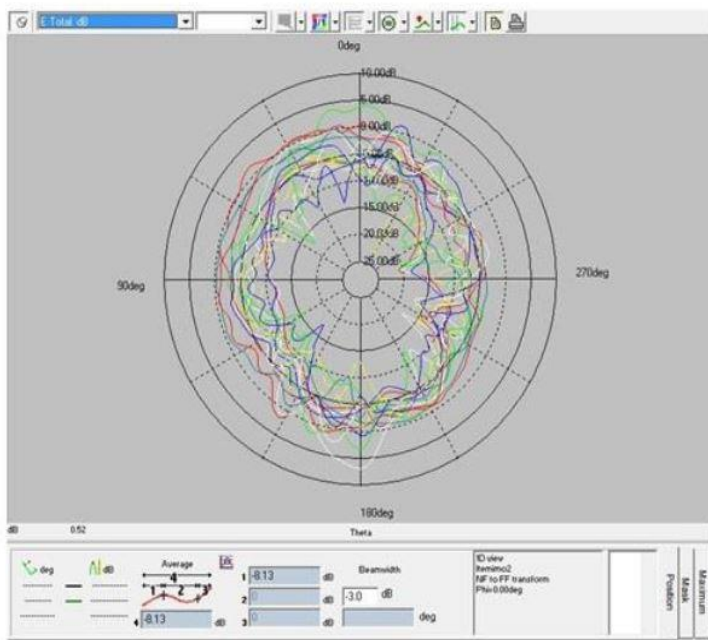 E Total dB
0deg
10.00dB
5.00dB
0.00dB
15.00dB
25.00dB
90deg
270deg
180deg
dB 0.52 Theta
deg dB
Average
4
1 2 3
4 -8.13 dB
1 -8.13 dB
2 0 dB
3 0
Beamwidth
-3.0 dB
deg
1D view
NF to FF transform
Phi=0.00deg
Position
Mask
Maximum